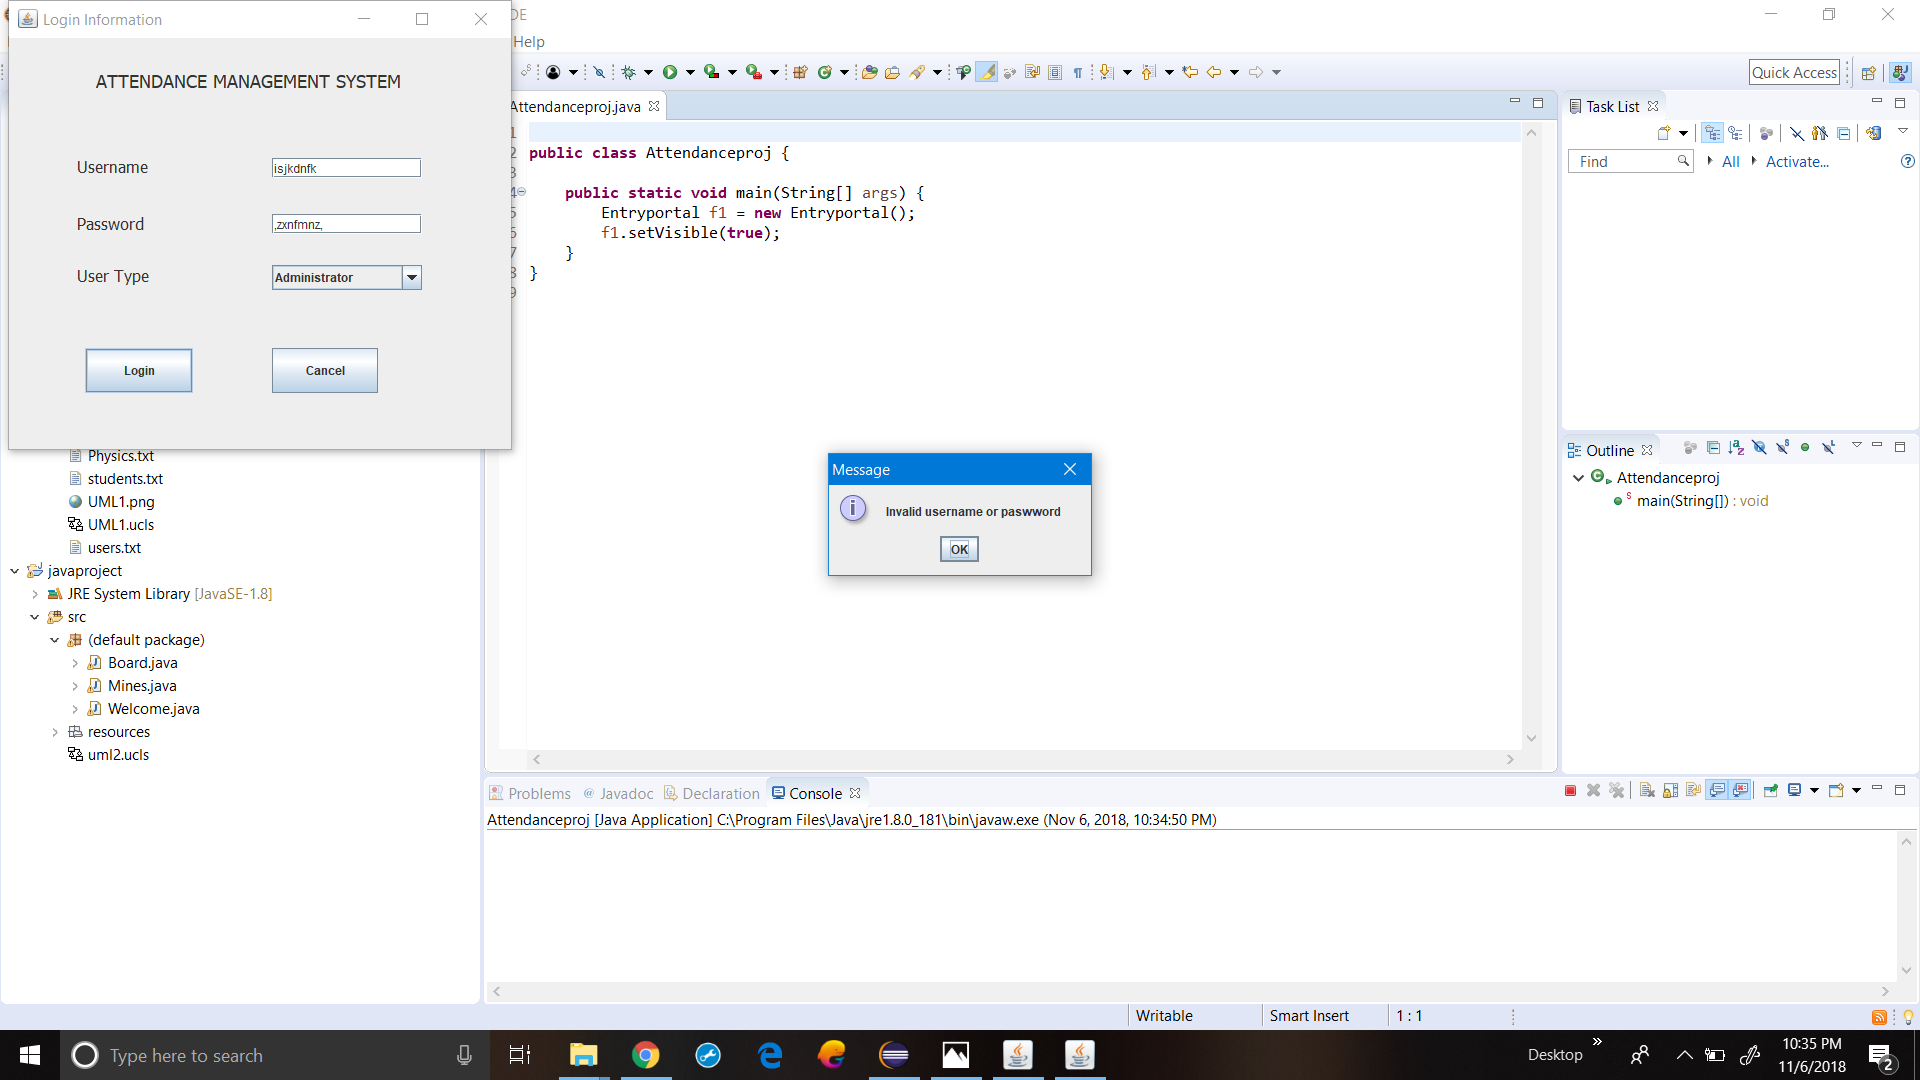 Login Information
DE
Help
ATTENDANCE MANAGEMENT SYSTEM
Username
isjkdnfk
Password
,zxnfmnz,
User Type
Administrator
Login
Cancel
Quick Access
Attendanceproj.java
1
2 public class Attendanceproj {
3
4 public static void main(String[] args) {
5 Entryportal f1 = new Entryportal();
6 f1.setVisible(true);
7 }
8 }
9
Task List
Find
All
Activate...
Outline
Attendanceproj
main(String[]) : void
Message
Invalid username or paswword
OK
Physics.txt
students.txt
UML1.png
UML1.ucls
users.txt
javaproject
JRE System Library [JavaSE-1.8]
src
(default package)
Board.java
Mines.java
Welcome.java
resources
uml2.ucls
Problems @ Javadoc Declaration Console
Attendanceproj [Java Application] C:\Program Files\Java\jre1.8.0_181\bin\javaw.exe (Nov 6, 2018, 10:34:50 PM)
Writable
Smart Insert
1 : 1
Type here to search
Desktop
10:35 PM
11/6/2018
2